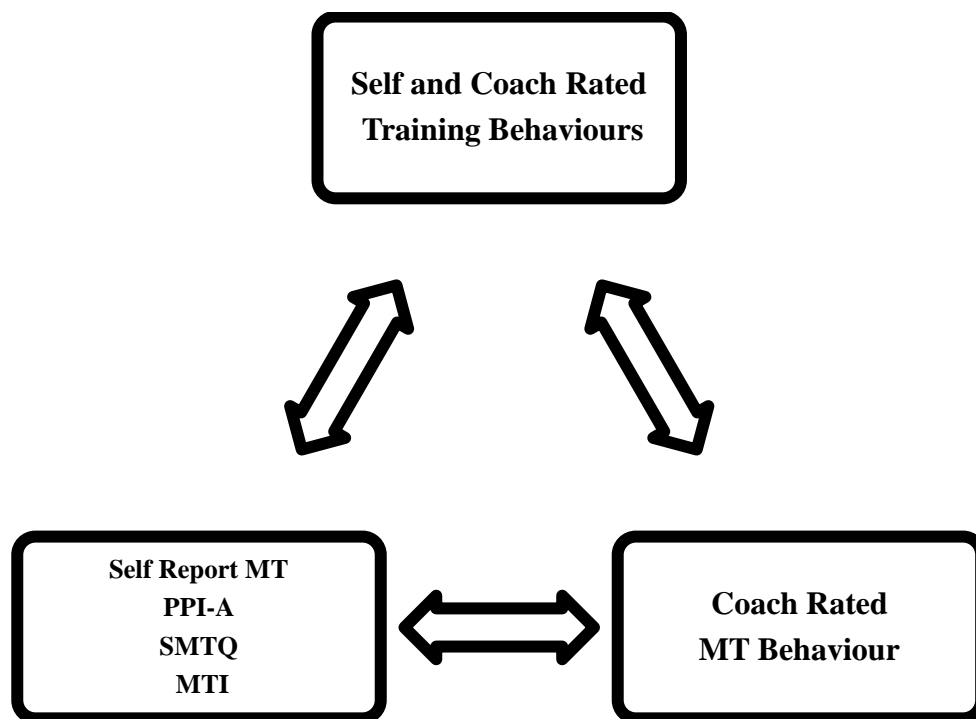 Self and Coach Rated
Training Behaviours
Self Report MT
PPI-A
SMTQ
MTI
Coach Rated
MT Behaviour